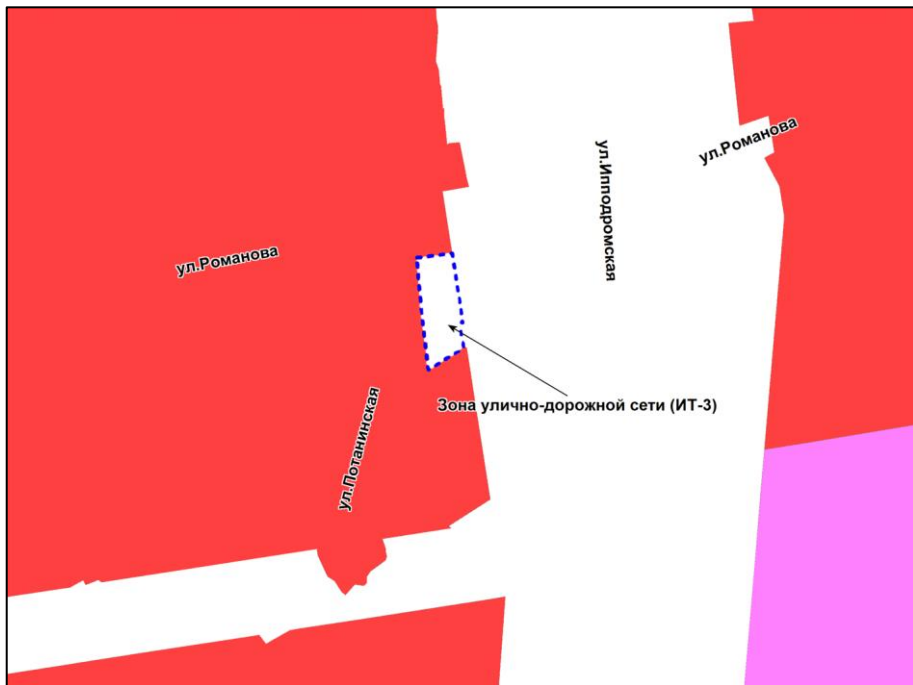 ул.Романова
ул.Ипподромская
ул.Романова
Зона улично-дорожной сети (ИТ-3)
ул.Потанинская